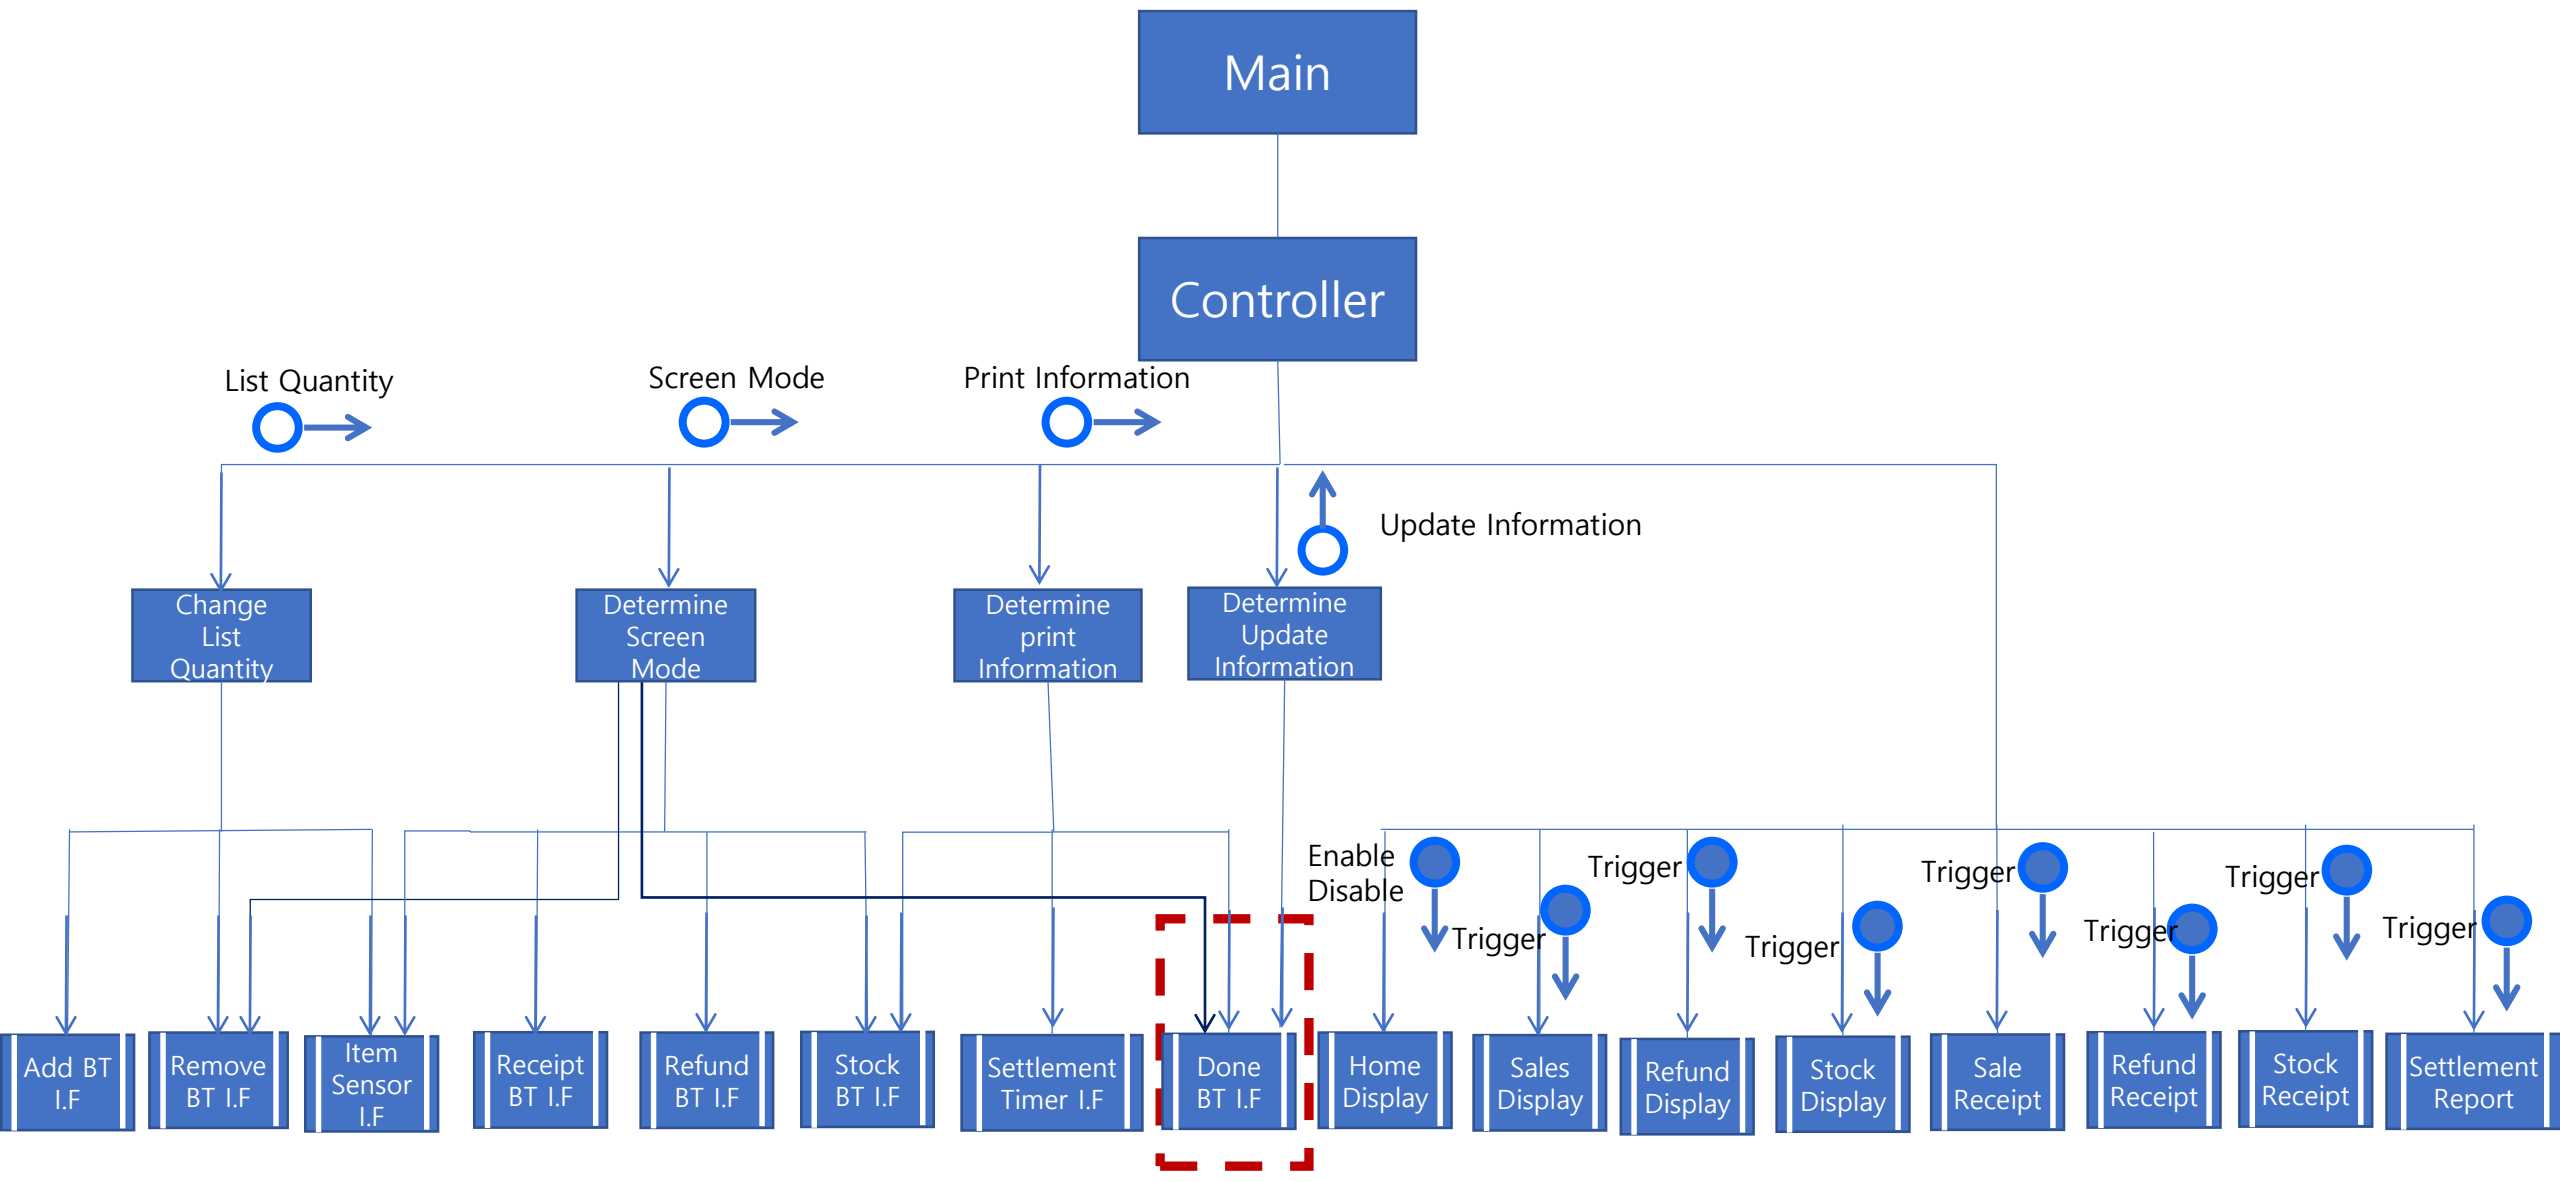 Main
Controller
List Quantity
Screen Mode
Print Information
Update Information
Change
List
Quantity
Determine
Screen
Mode
Determine
print
Information
Determine
Update
Information
Enable
Disable
Trigger
Trigger
Trigger
Trigger
Trigger
Trigger
Trigger
Add BT
I.F
Remove
BT I.F
Item
Sensor
I.F
Receipt
BT I.F
Refund
BT I.F
Stock
BT I.F
Settlement
Timer I.F
Done
BT I.F
Home
Display
Sales
Display
Refund
Display
Stock
Display
Sale
Receipt
Refund
Receipt
Stock
Receipt
Settlement
Report